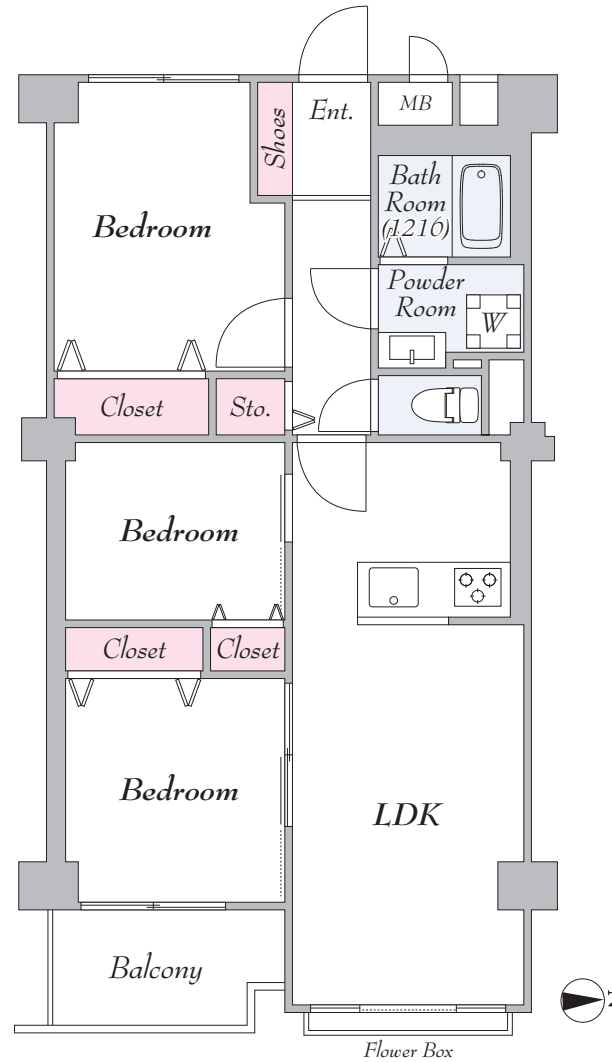 Ent.
MB
Shoes
Bath
Room
(1216)
Bedroom
Powder
Room
W
Closet
Sto.
Bedroom
Closet
Closet
Bedroom
LDK
Balcony
Flower Box